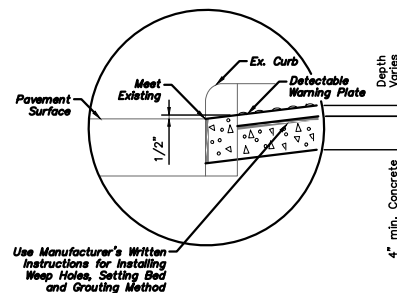 Ex. Curb
Meet
Existing
Detectable
Warning Plate
Pavement
Surface
1/2"
Depth
Varies
4" min. Concrete
Use Manufacturer's Written
Instructions for Installing
Weep Holes, Setting Bed
and Grouting Method